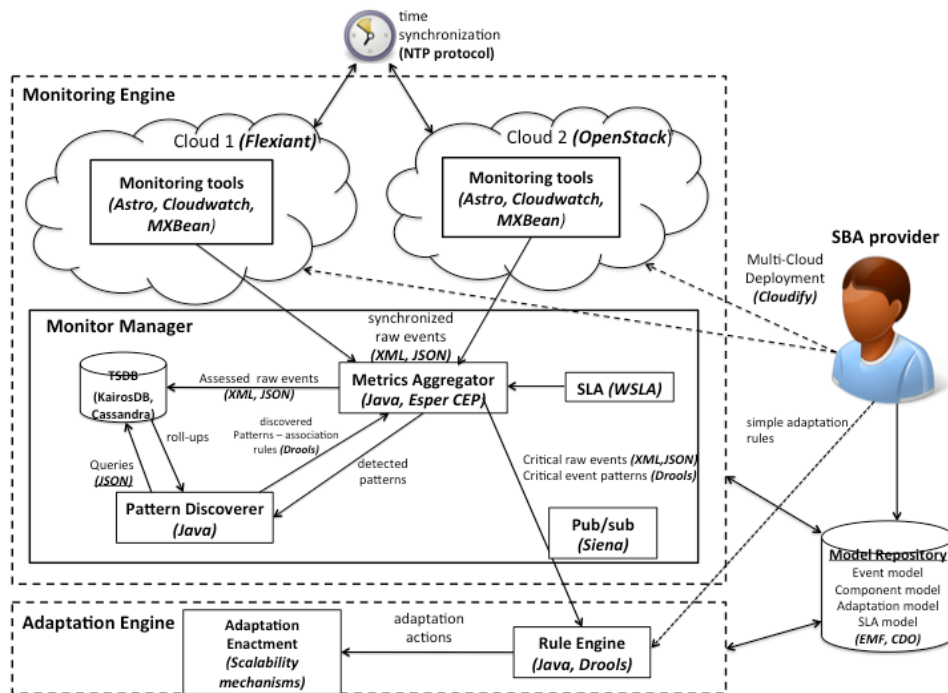 time
synchronization
(NTP protocol)
Monitoring Engine
Cloud 1 (Flexiant)
Cloud 2 (OpenStack)
Monitoring tools
(Astro, Cloudwatch,
MXBean)
Monitoring tools
(Astro, Cloudwatch,
MXBean)
SBA provider
Multi-Cloud
Deployment
(Cloudify)
Monitor Manager
synchronized
raw events
(XML, JSON)
TSDB
(KairosDB,
Cassandra)
Assessed raw events
(XML, JSON)
Metrics Aggregator
(Java, Esper CEP)
SLA (WSLA)
roll-ups
discovered
Patterns – association
rules (Drools)
simple adaptation
rules
Queries
(JSON)
detected
patterns
Critical raw events (XML,JSON)
Critical event patterns (Drools)
Pattern Discoverer
(Java)
Pub/sub
(Siena)
Model Repository
Event model
Component model
Adaptation model
SLA model
(EMF, CDO)
Adaptation Engine
Adaptation
Enactment
(Scalability
mechanisms)
adaptation
actions
Rule Engine
(Java, Drools)